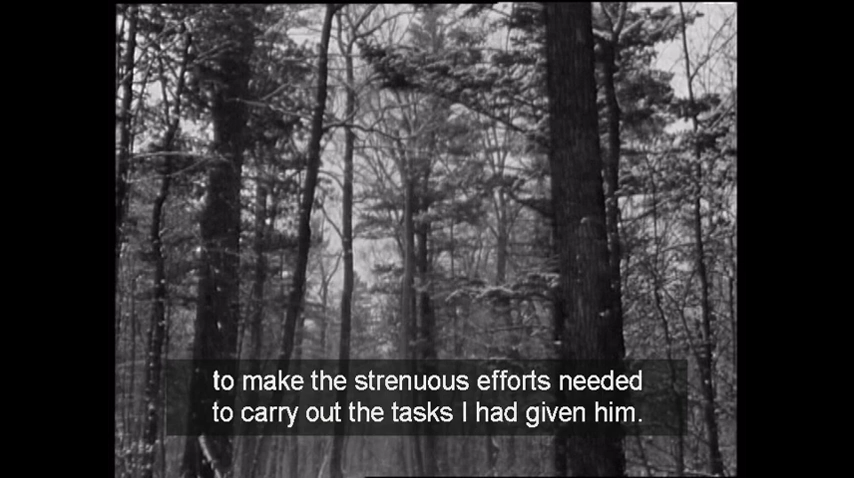 to make the strenuous efforts needed
to carry out the tasks I had given him.